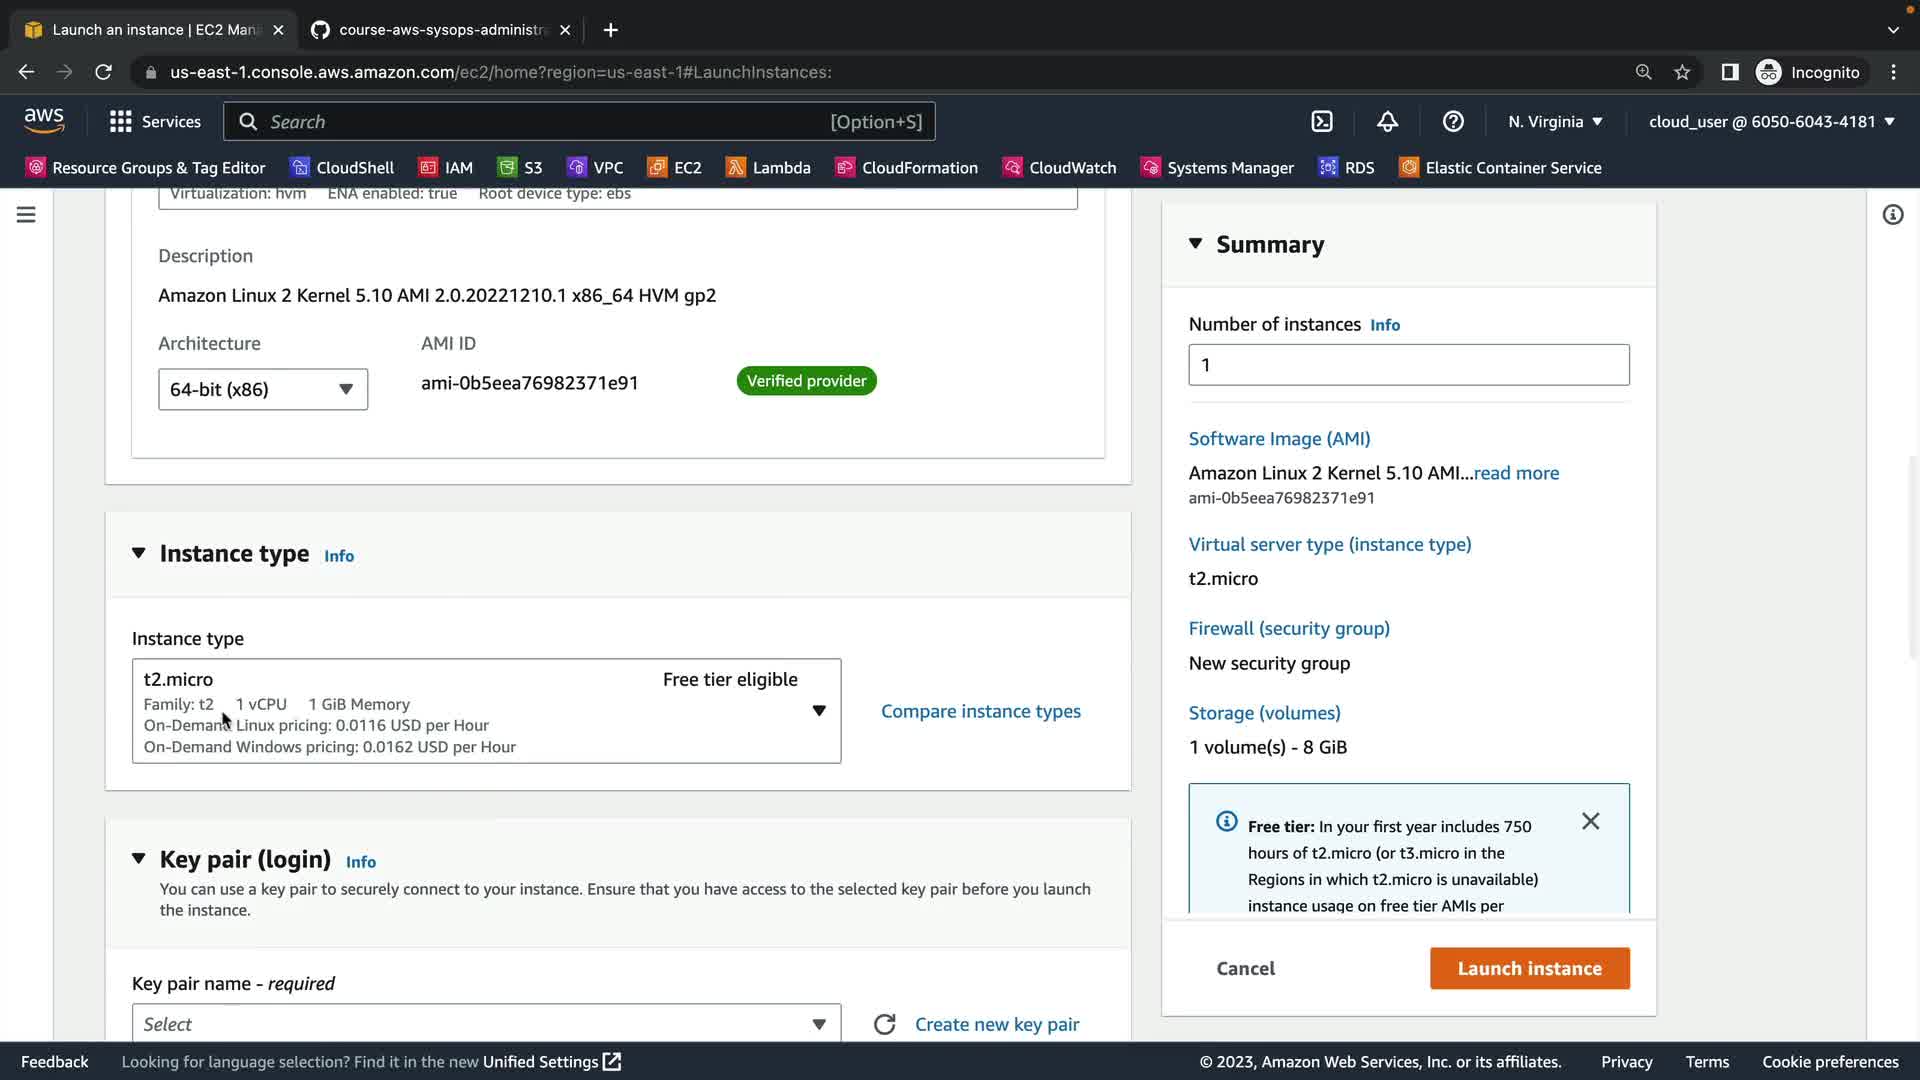 Launch an instance | EC2 Man
course-aws-sysops-administr
us-east-1.console.aws.amazon.com/ec2/home?region=us-east-1#LaunchInstances:
Incognito
aws
Services
Search
[Option+S]
N. Virginia
cloud_user @ 6050-6043-4181
Resource Groups & Tag Editor
CloudShell
IAM
S3
VPC
EC2
Lambda
CloudFormation
CloudWatch
Systems Manager
RDS
Elastic Container Service
Virtualization: hvm ENA enabled: true Root device type: ebs
Description
Amazon Linux 2 Kernel 5.10 AMI 2.0.20221210.1 x86_64 HVM gp2
Architecture
AMI ID
64-bit (x86)
ami-0b5eea76982371e91
Verified provider
Instance type Info
Instance type
t2.micro
Free tier eligible
Family: t2 1 vCPU 1 GiB Memory
On-Demand Linux pricing: 0.0116 USD per Hour
On-Demand Windows pricing: 0.0162 USD per Hour
Compare instance types
Key pair (login) Info
You can use a key pair to securely connect to your instance. Ensure that you have access to the selected key pair before you launch
the instance.
Key pair name - required
Select
Create new key pair
Summary
Number of instances Info
1
Software Image (AMI)
Amazon Linux 2 Kernel 5.10 AMI...read more
ami-0b5eea76982371e91
Virtual server type (instance type)
t2.micro
Firewall (security group)
New security group
Storage (volumes)
1 volume(s) - 8 GiB
Free tier: In your first year includes 750
hours of t2.micro (or t3.micro in the
Regions in which t2.micro is unavailable)
instance usage on free tier AMIs per
Cancel
Launch instance
Feedback
Looking for language selection? Find it in the new Unified Settings
© 2023, Amazon Web Services, Inc. or its affiliates.
Privacy
Terms
Cookie preferences